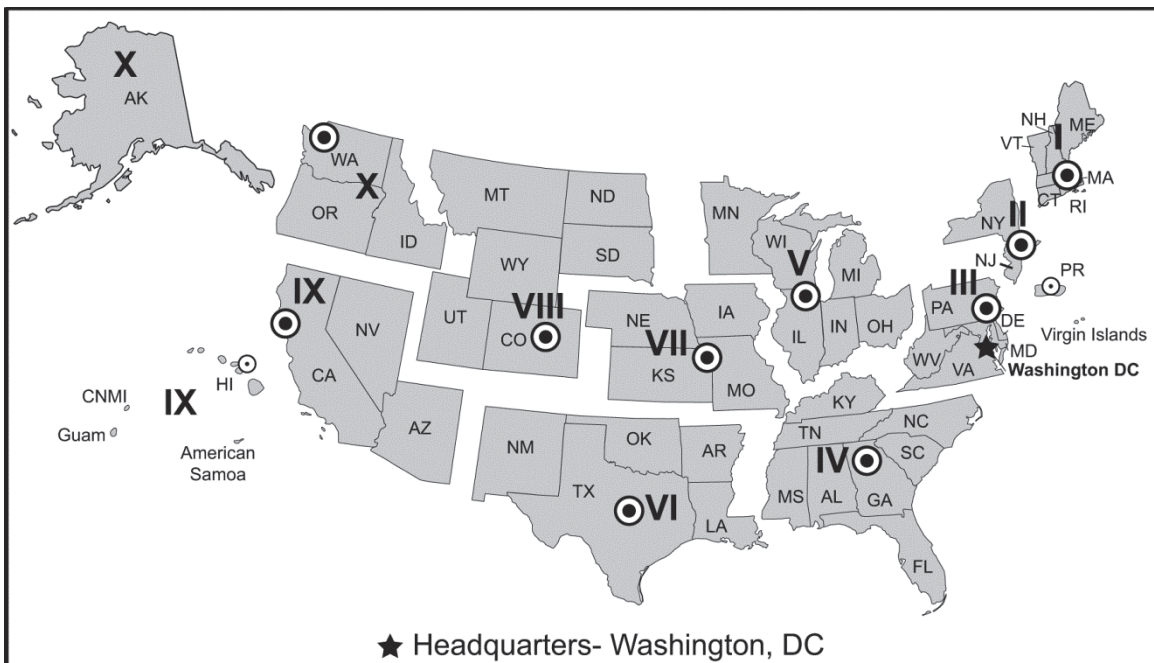 X
AK
WA
X
OR
ID
MT
ND
SD
WY
UT
CO
VIII
IX
NV
CA
AZ
HI
IX
CNMI
Guam
American
Samoa
NE
KS
VII
IA
MO
MN
WI
V
MI
IL
IN
OH
NM
TX
OK
AR
LA
VI
KY
TN
NC
SC
IV
MS
AL
GA
FL
NH
VT
I
ME
MA
CT
RI
NY
II
NJ
PR
Virgin Islands
III
PA
DE
MD
WV
VA
Washington DC
Headquarters- Washington, DC